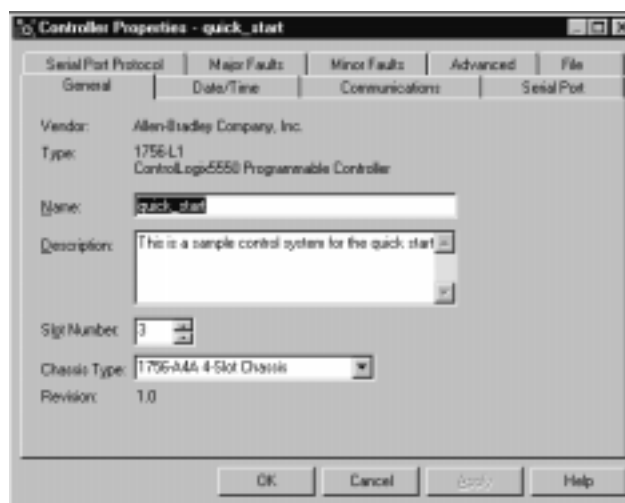 Controller Properties - quick_start
Serial Port Protocol Major Faults Minor Faults Advanced File
General Date/Time Communications Serial Port
Vendor: Allen-Bradley Company, Inc.
Type: 1756-L1
ControlLogix5550 Programmable Controller
Name: quick_start
Description: This is a sample control system for the quick start
Slot Number: 3
Chassis Type: 1756-A4A 4-Slot Chassis
Revision: 1.0
OK Cancel Apply Help